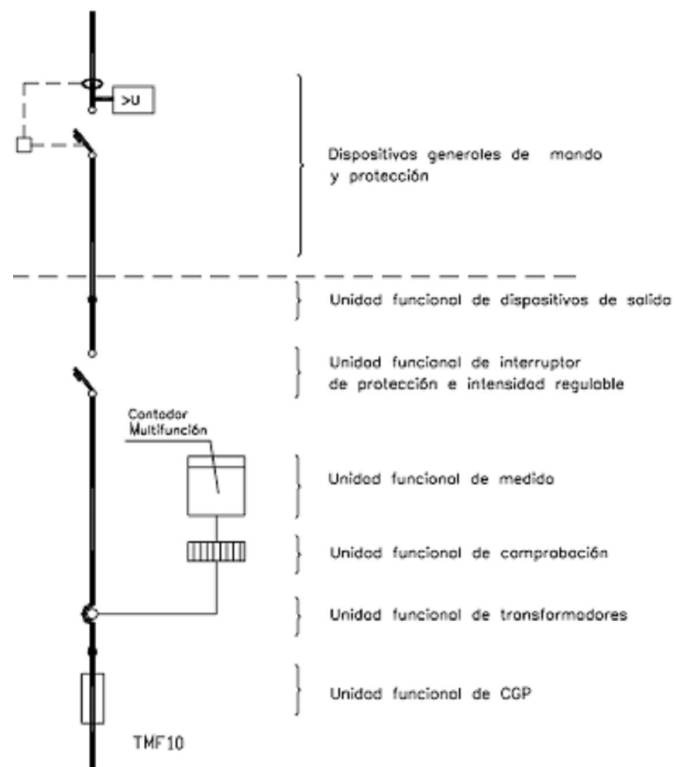 >U
Dispositivos generales de mando
y protección
Unidad funcional de dispositivos de salida
Unidad funcional de interruptor
de protección e intensidad regulable
Contador
Multifunción
Unidad funcional de medida
Unidad funcional de comprobación
Unidad funcional de transformadores
Unidad funcional de CGP
TMF10